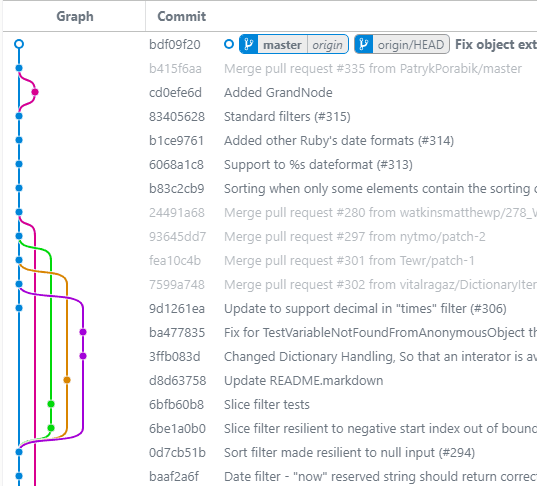 Graph Commit
bdf09f20 master origin origin/HEAD Fix object ext
b415f6aa Merge pull request #335 from PatrykPorabik/master
cd0efe6d Added GrandNode
83405628 Standard filters (#315)
b1ce9761 Added other Ruby's date formats (#314)
6068a1c8 Support to %s dateformat (#313)
b83c2cb9 Sorting when only some elements contain the sorting c
24491a68 Merge pull request #280 from watkinsmatthewp/278_V
93645dd7 Merge pull request #297 from nytmo/patch-2
fea10c4b Merge pull request #301 from Tewr/patch-1
7599a748 Merge pull request #302 from vitalragaz/DictionaryIter
9d1261ea Update to support decimal in "times" filter (#306)
ba477835 Fix for TestVariableNotFoundFromAnonymousObject th
3ffb083d Changed Dictionary Handling, So that an interator is av
d8d63758 Update README.markdown
6bfb60b8 Slice filter tests
6be1a0b0 Slice filter resilient to negative start index out of bound
0d7cb51b Sort filter made resilient to null input (#294)
baaf2a6f Date filter - "now" reserved string should return correc